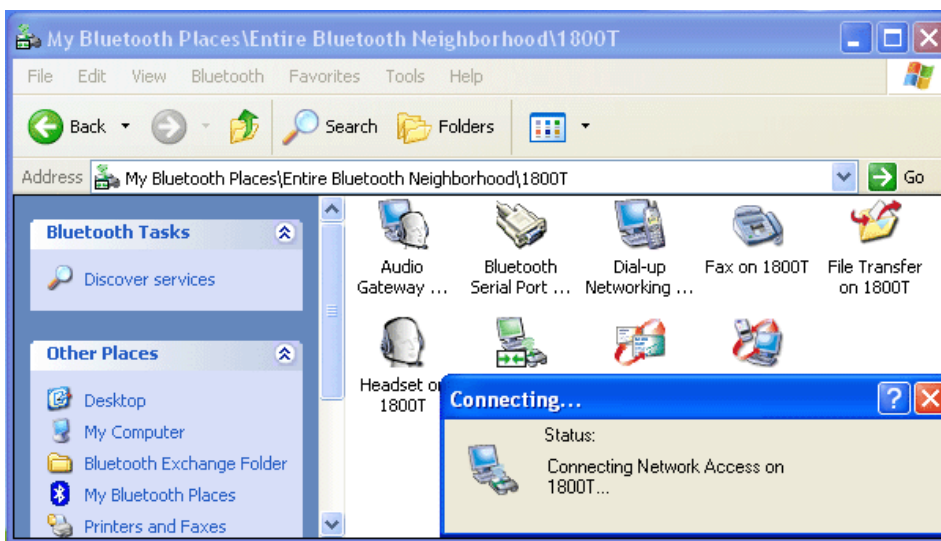 My Bluetooth Places\Entire Bluetooth Neighborhood\1800T
File Edit View Bluetooth Favorites Tools Help
Back Search Folders
Address My Bluetooth Places\Entire Bluetooth Neighborhood\1800T Go
Bluetooth Tasks
Discover services
Other Places
Desktop
My Computer
Bluetooth Exchange Folder
My Bluetooth Places
Printers and Faxes
Audio
Gateway ...
Bluetooth
Serial Port ...
Dial-up
Networking ...
Fax on 1800T
File Transfer
on 1800T
Headset on
1800T
Connecting...
Status:
Connecting Network Access on
1800T...